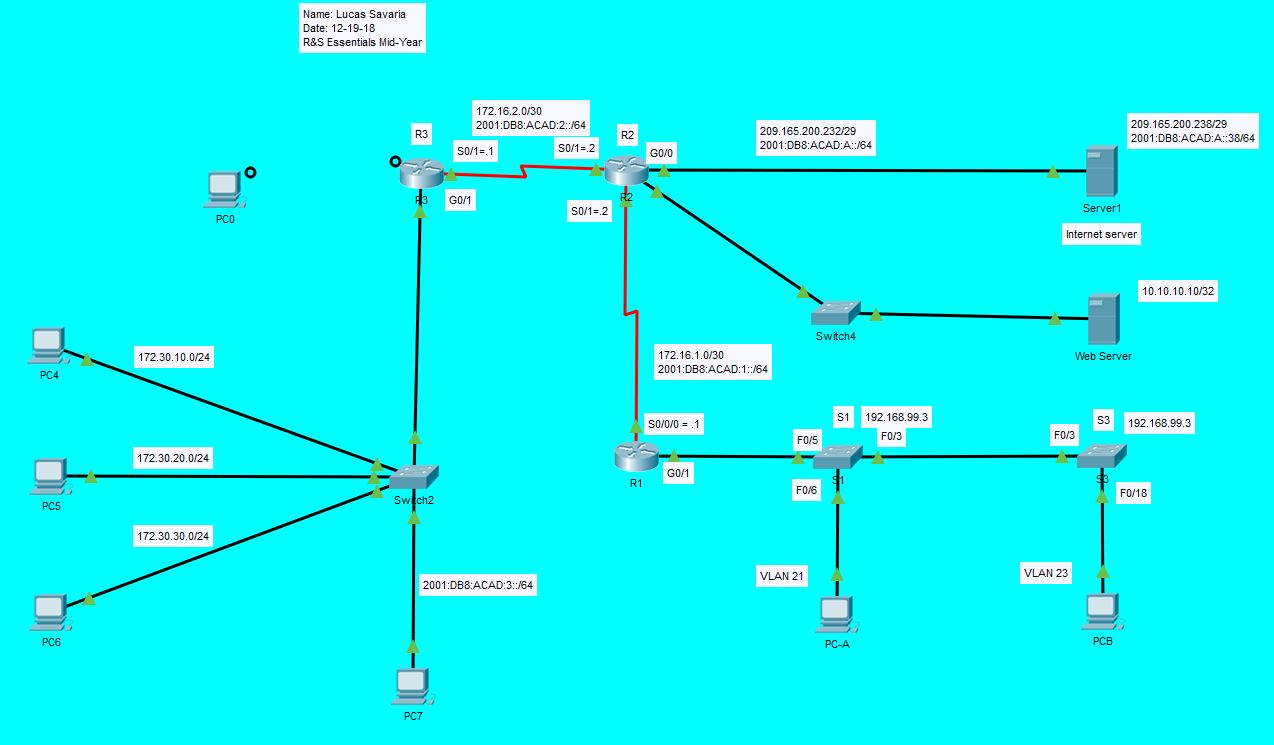 Name: Lucas Savaria
Date: 12-19-18
R&S Essentials Mid-Year
172.16.2.0/30
2001:DB8:ACAD:2::/64
R3
S0/1=.1
S0/1=.2
R2
G0/0
209.165.200.232/29
2001:DB8:ACAD:A::/64
209.165.200.238/29
2001:DB8:ACAD:A::38/64
PC0
R3
G0/1
R2
S0/1=.2
Server1
Internet server
10.10.10.10/32
Switch4
Web Server
PC4
172.30.10.0/24
172.16.1.0/30
2001:DB8:ACAD:1::/64
S0/0/0 = .1
R1
G0/1
F0/5
S1
192.168.99.3
F0/3
S1
F0/6
F0/3
S3
192.168.99.3
S3
F0/18
172.30.20.0/24
PC5
Switch2
172.30.30.0/24
PC6
2001:DB8:ACAD:3::/64
PC7
VLAN 21
PC-A
VLAN 23
PCB